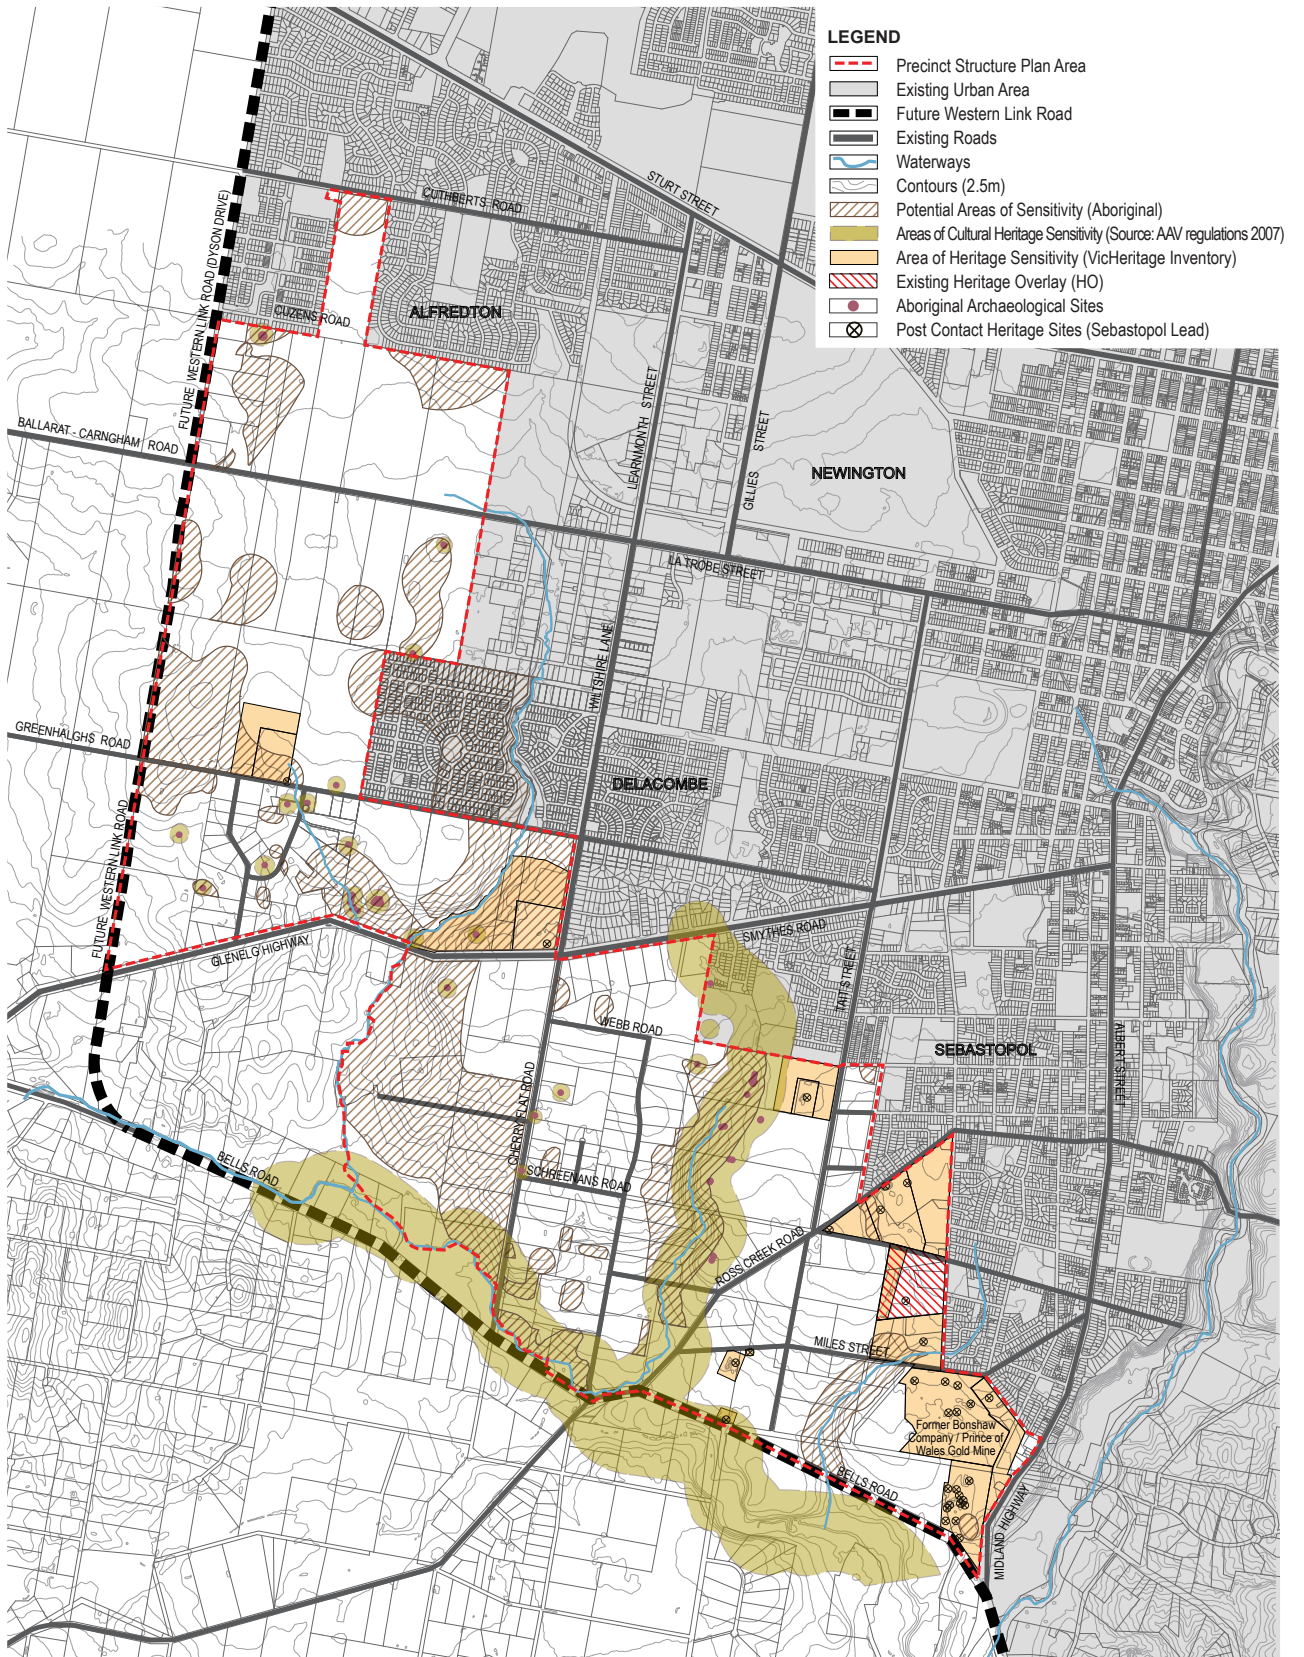 LEGEND
Precinct Structure Plan Area
Existing Urban Area
Future Western Link Road
Existing Roads
Waterways
Contours (2.5m)
Potential Areas of Sensitivity (Aboriginal)
Areas of Cultural Heritage Sensitivity (Source: AAV regulations 2007)
Area of Heritage Sensitivity (VicHeritage Inventory)
Existing Heritage Overlay (HO)
Aboriginal Archaeological Sites
Post Contact Heritage Sites (Sebastopol Lead)
STURT STREET
CUTHBERTS ROAD
FUTURE WESTERN LINK ROAD (DYSON DRIVE)
CUZENS ROAD
ALFREDTON
LEARNMONTH STREET
GILLIES STREET
BALLARAT - CARNGHAM ROAD
NEWINGTON
LA TROBE STREET
WILTSHIRE LANE
GREENHALGHS ROAD
DELACOMBE
FUTURE WESTERN LINK ROAD
GLENELG HIGHWAY
SMYTHES ROAD
TAIT STREET
WEBB ROAD
SEBASTOPOL
ALBERT STREET
CHERRY FLAT ROAD
BELLS ROAD
SCHREENANS ROAD
ROSS CREEK ROAD
MILES STREET
Former Bonshaw
Company / Prince of
Wales Gold Mine
BELLS ROAD
MIDLAND HIGHWAY